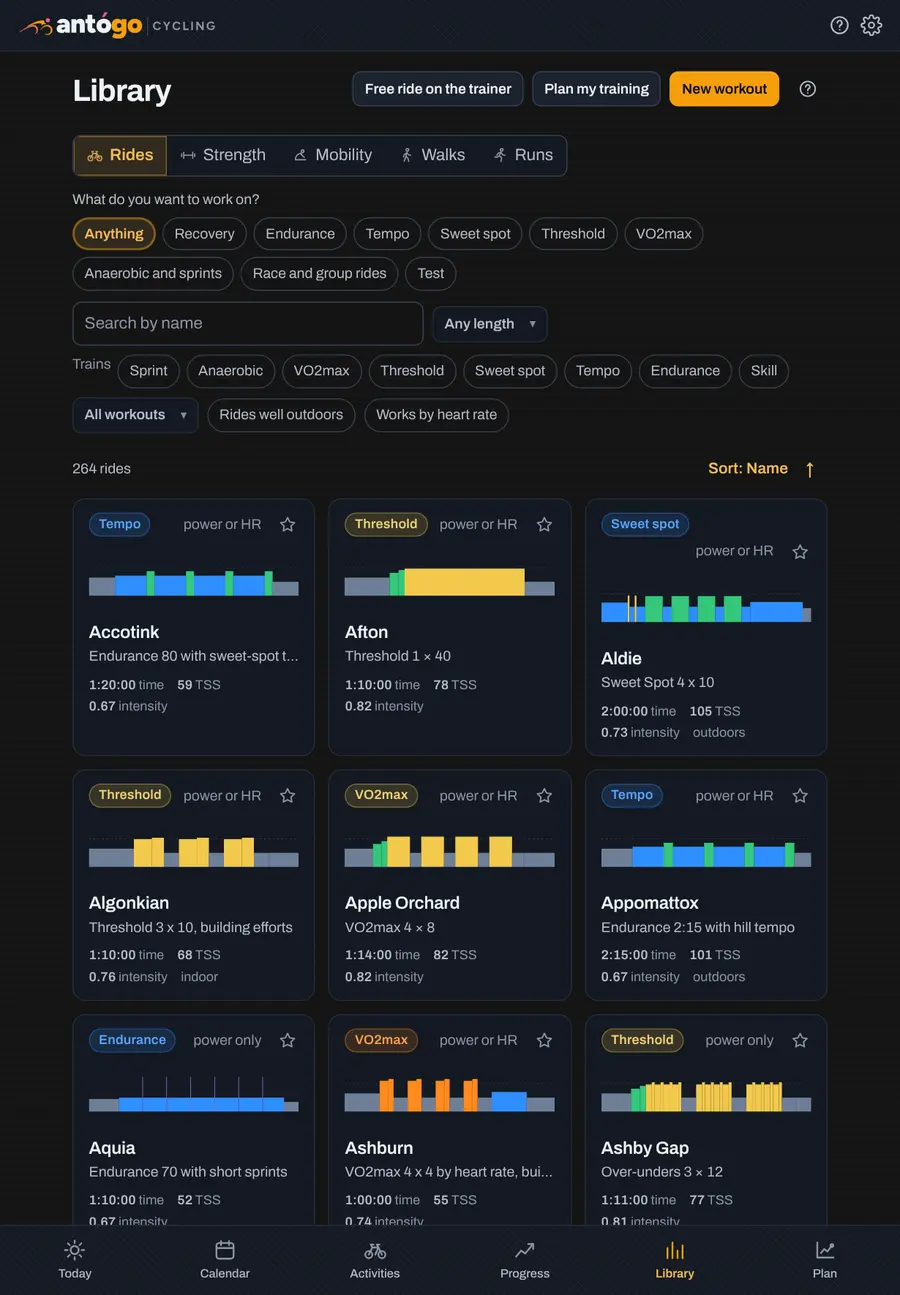 antógo CYCLING
Library
Free ride on the trainer
Plan my training
New workout
Rides
Strength
Mobility
Walks
Runs
What do you want to work on?
Anything
Recovery
Endurance
Tempo
Sweet spot
Threshold
VO2max
Anaerobic and sprints
Race and group rides
Test
Search by name
Any length
Trains
Sprint
Anaerobic
VO2max
Threshold
Sweet spot
Tempo
Endurance
Skill
All workouts
Rides well outdoors
Works by heart rate
264 rides
Sort: Name ↑
Tempo power or HR
Accotink
Endurance 80 with sweet-spot t...
1:20:00 time 59 TSS
0.67 intensity
Threshold power or HR
Afton
Threshold 1 × 40
1:10:00 time 78 TSS
0.82 intensity
Sweet spot
power or HR
Aldie
Sweet Spot 4 x 10
2:00:00 time 105 TSS
0.73 intensity outdoors
Threshold power or HR
Algonkian
Threshold 3 x 10, building efforts
1:10:00 time 68 TSS
0.76 intensity indoor
VO2max power or HR
Apple Orchard
VO2max 4 × 8
1:14:00 time 82 TSS
0.82 intensity
Tempo power or HR
Appomattox
Endurance 2:15 with hill tempo
2:15:00 time 101 TSS
0.67 intensity outdoors
Endurance power only
Aquia
Endurance 70 with short sprints
1:10:00 time 52 TSS
0.67 intensity
VO2max power or HR
Ashburn
VO2max 4 x 4 by heart rate, bui...
1:00:00 time 55 TSS
0.74 intensity
Threshold power only
Ashby Gap
Over-unders 3 × 12
1:11:00 time 77 TSS
0.81 intensity
Today
Calendar
Activities
Progress
Library
Plan